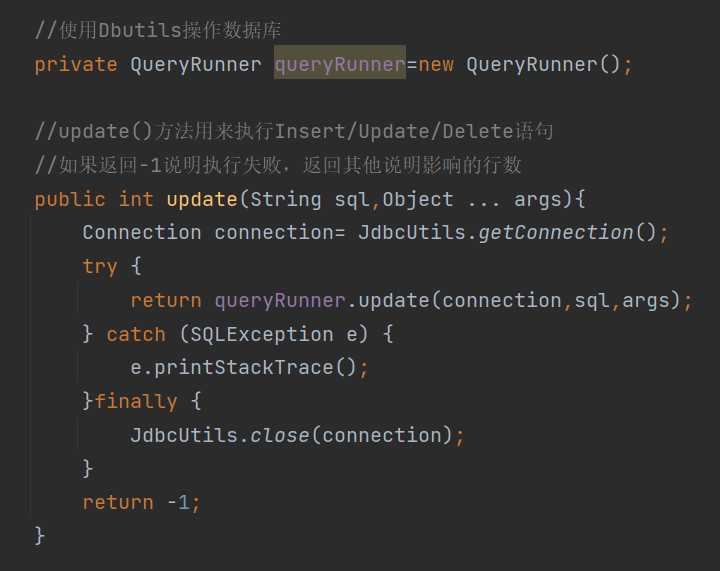 //使用Dbutils操作数据库
private QueryRunner queryRunner=new QueryRunner();
//update()方法用来执行Insert/Update/Delete语句
//如果返回-1说明执行失败，返回其他说明影响的行数
public int update(String sql,Object ... args){
Connection connection= JdbcUtils.getConnection();
try {
return queryRunner.update(connection,sql,args);
} catch (SQLException e) {
e.printStackTrace();
}finally {
JdbcUtils.close(connection);
}
return -1;
}